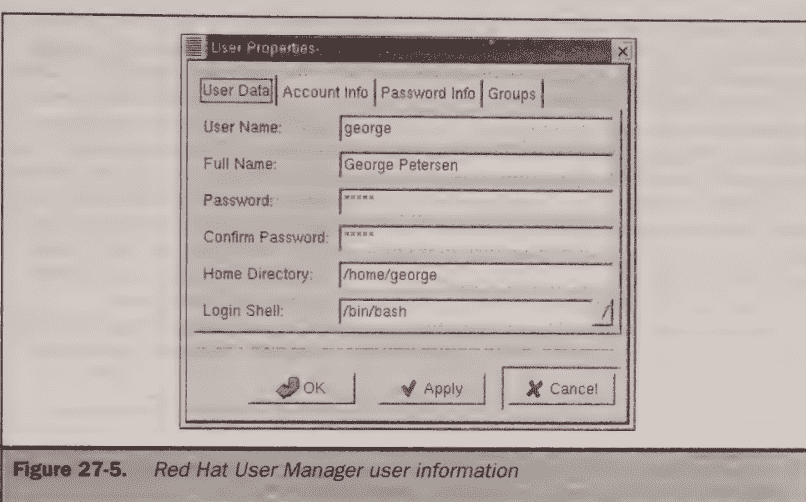 User Properties
User Data Account Info Password Info Groups
User Name: george
Full Name: George Petersen
Password: *****
Confirm Password: *****
Home Directory: /home/george
Login Shell: /bin/bash
OK Apply Cancel
Figure 27-5. Red Hat User Manager user information